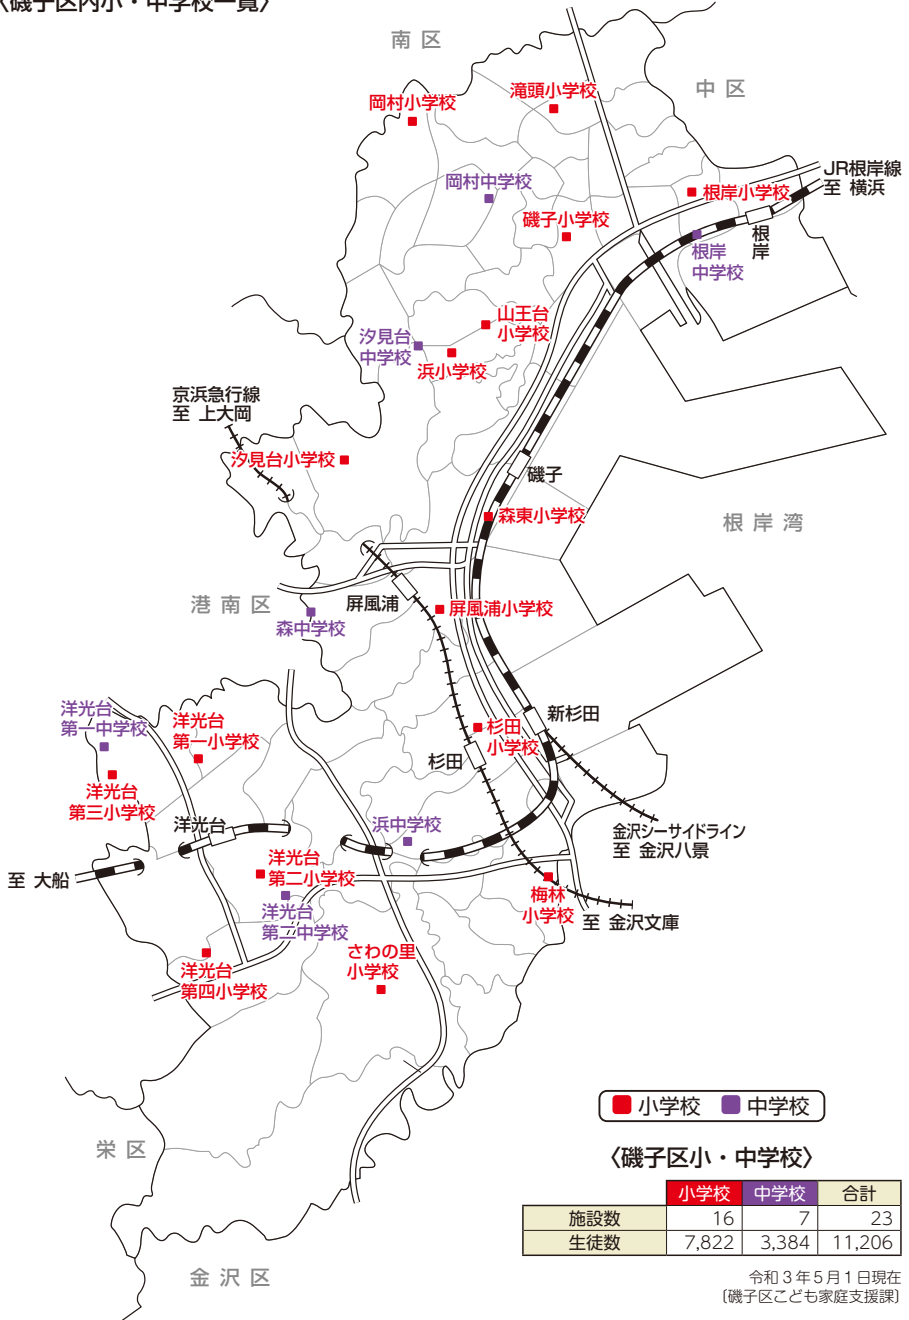 〈磯子区内小・中学校一覧〉
南区
中区
岡村小学校
滝頭小学校
岡村中学校
磯子小学校
根岸小学校
JR根岸線
至 横浜
根岸
根岸
中学校
山王台
小学校
汐見台
中学校
浜小学校
京浜急行線
至 上大岡
汐見台小学校
磯子
森東小学校
根岸湾
港南区
屏風浦
屏風浦小学校
森中学校
洋光台
第一中学校
洋光台
第一小学校
新杉田
杉田
小学校
杉田
洋光台
第三小学校
洋光台
浜中学校
金沢シーサイドライン
至 金沢八景
至 大船
洋光台
第二小学校
梅林
小学校
洋光台
第二中学校
至 金沢文庫
さわの里
小学校
洋光台
第四小学校
小学校 中学校
栄区
〈磯子区小・中学校〉
小学校 中学校 合計
施設数 16 7 23
生徒数 7,822 3,384 11,206
金沢区
令和3年5月1日現在
〔磯子区こども家庭支援課〕